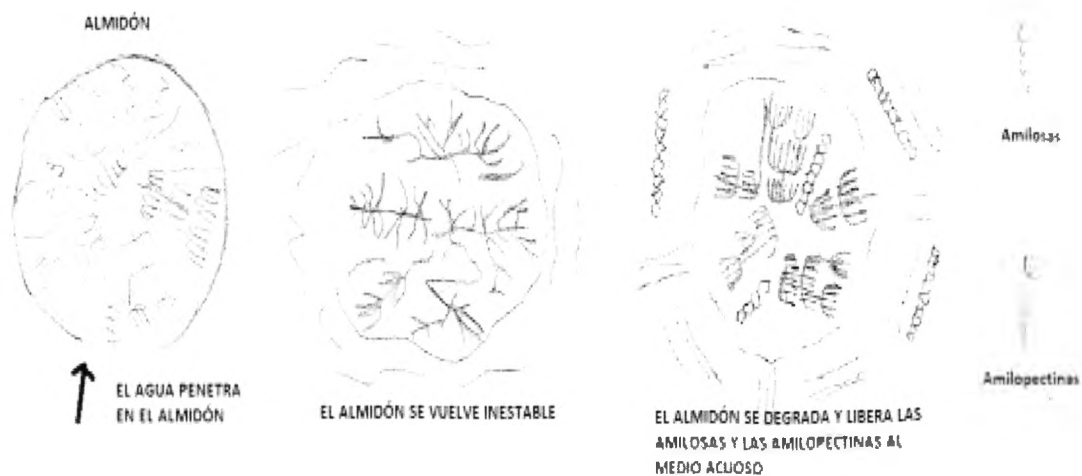 ALMIDÓN
EL AGUA PENETRA
EN EL ALMIDÓN
EL ALMIDÓN SE VUELVE INESTABLE
EL ALMIDÓN SE DEGRADA Y LIBERA LAS
AMILOSAS Y LAS AMILOPECTINAS AL
MEDIO ACUOSO
Amilosas
Amilopectinas